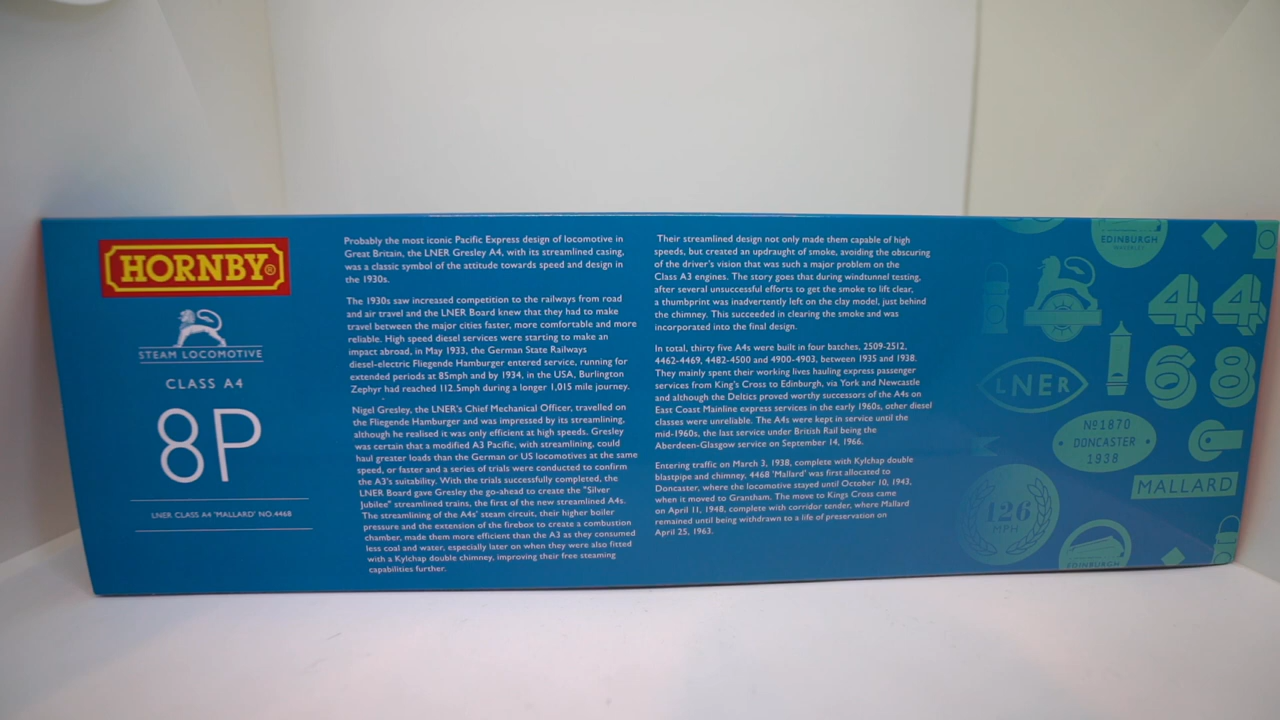 HORNBY®
STEAM LOCOMOTIVE
CLASS A4
8P
LNER CLASS A4 'MALLARD' NO.4468
Probably the most iconic Pacific Express design of locomotive in
Great Britain, the LNER Gresley A4, with its streamlined casing,
was a classic symbol of the attitude towards speed and design in
the 1930s.
The 1930s saw increased competition to the railways from road
and air travel and the LNER Board knew that they had to make
travel between the major cities faster, more comfortable and more
reliable. High speed diesel services were starting to make an
impact abroad, in May 1933, the German State Railways
diesel-electric Fliegende Hamburger entered service, running for
extended periods at 85mph and by 1934, in the USA, Burlington
Zephyr had reached 112.5mph during a longer 1,015 mile journey.
Nigel Gresley, the LNER's Chief Mechanical Officer, travelled on
the Fliegende Hamburger and was impressed by its streamlining,
although he realised it was only efficient at high speeds. Gresley
was certain that a modified A3 Pacific, with streamlining, could
haul greater loads than the German or US locomotives at the same
speed, or faster and a series of trials were conducted to confirm
the A3's suitability. With the trials successfully completed, the
LNER Board gave Gresley the go-ahead to create the "Silver
Jubilee" streamlined trains, the first of the new streamlined A4s.
The streamlining of the A4s' steam circuit, their higher boiler
pressure and the extension of the firebox to create a combustion
chamber, made them more efficient than the A3 as they consumed
less coal and water, especially later on when they were also fitted
with a Kylchap double chimney, improving their free steaming
capabilities further.
Their streamlined design not only made them capable of high
speeds, but created an updraught of smoke, avoiding the obscuring
of the driver's vision that was such a major problem on the
Class A3 engines. The story goes that during windtunnel testing,
after several unsuccessful efforts to get the smoke to lift clear,
a thumbprint was inadvertently left on the clay model, just behind
the chimney. This succeeded in clearing the smoke and was
incorporated into the final design.
In total, thirty five A4s were built in four batches, 2509-2512,
4462-4469, 4482-4500 and 4900-4903, between 1935 and 1938.
They mainly spent their working lives hauling express passenger
services from King's Cross to Edinburgh, via York and Newcastle
and although the Deltics proved worthy successors of the A4s on
East Coast Mainline express services in the early 1960s, other diesel
classes were unreliable. The A4s were kept in service until the
mid-1960s, the last service under British Rail being the
Aberdeen-Glasgow service on September 14, 1966.
Entering traffic on March 3, 1938, complete with Kylchap double
blastpipe and chimney, 4468 'Mallard' was first allocated to
Doncaster, where the locomotive stayed until October 10, 1943,
when it moved to Grantham. The move to Kings Cross came
on April 11, 1948, complete with corridor tender, where Mallard
remained until being withdrawn to a life of preservation on
April 25, 1963.
EDINBURGH
WAVERLEY
44
68
LNER
Nº1870
DONCASTER
1938
MALLARD
126
MPH
EDINBURGH